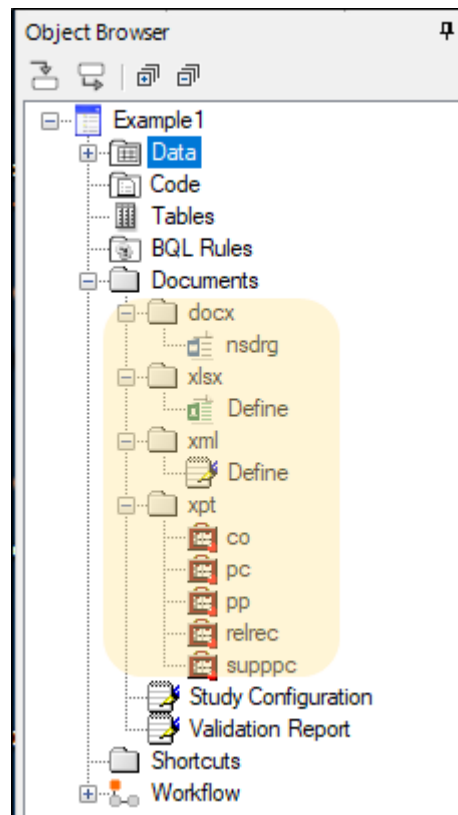 Object Browser
Example1
Data
Code
Tables
BQL Rules
Documents
docx
nsdrg
xlsx
Define
xml
Define
xpt
co
pc
pp
relrec
supppc
Study Configuration
Validation Report
Shortcuts
Workflow